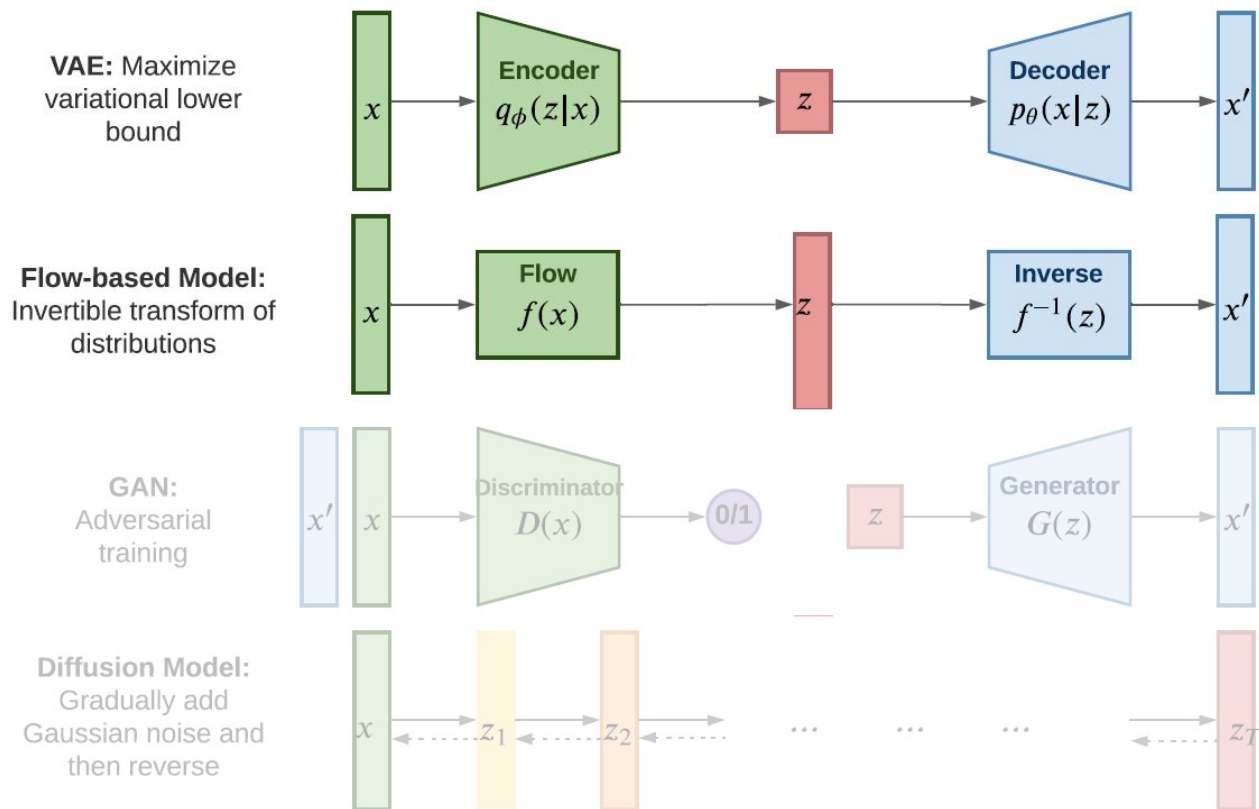 VAE: Maximize
variational lower
bound
x
Encoder
qϕ(z|x)
z
Decoder
pθ(x|z)
x′
Flow-based Model:
Invertible transform of
distributions
x
Flow
f(x)
z
Inverse
f⁻¹(z)
x′
GAN:
Adversarial
training
x′
x
Discriminator
D(x)
0/1
z
Generator
G(z)
x′
Diffusion Model:
Gradually add
Gaussian noise and
then reverse
x
z₁
z₂
... ... ...
z_T